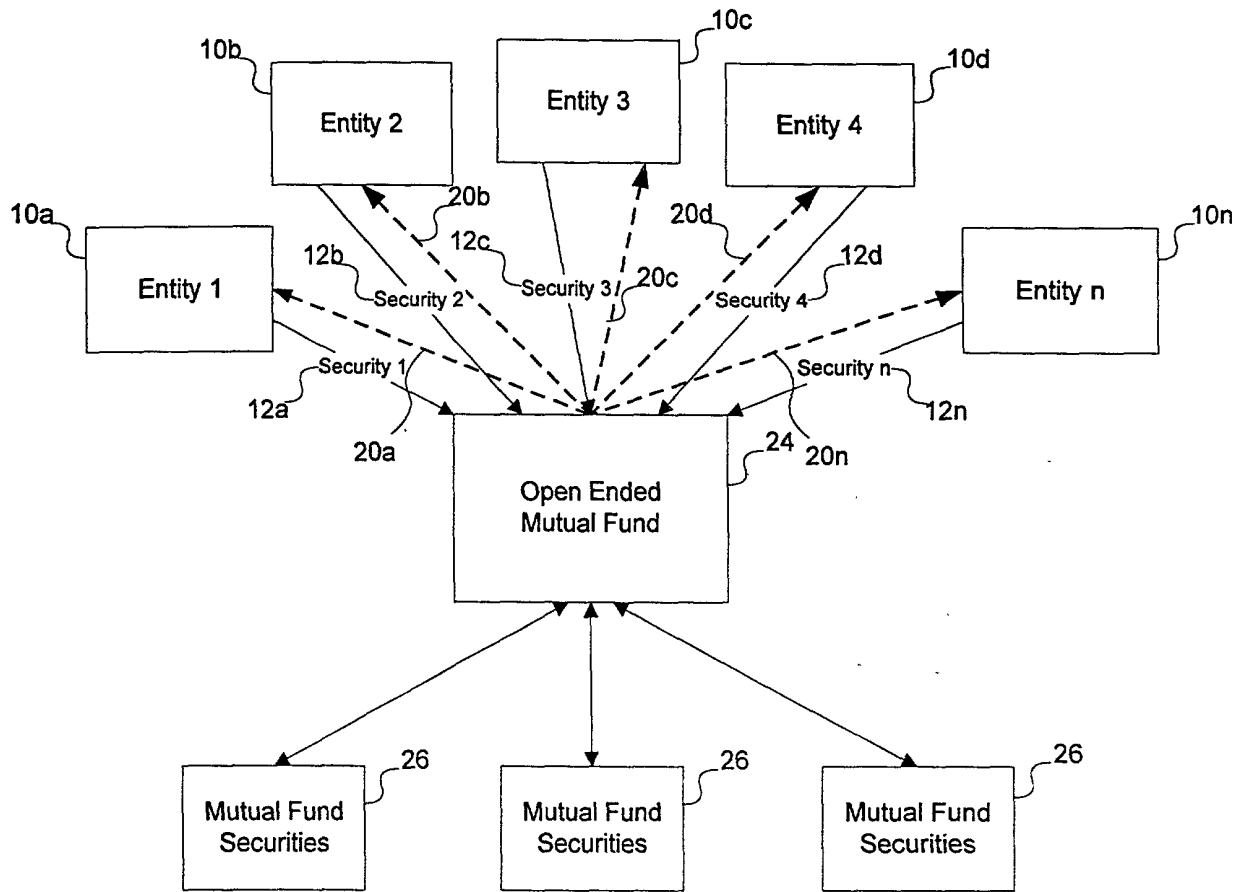 10c
10b
10d
Entity 3
Entity 2
Entity 4
20b
10a
20d
10n
12c
12b
12d
Entity 1
Security 3
20c
Entity n
Security 2
Security 4
Security 1
Security n
12a
12n
20a
24
20n
Open Ended
Mutual Fund
26
26
26
Mutual Fund
Securities
Mutual Fund
Securities
Mutual Fund
Securities